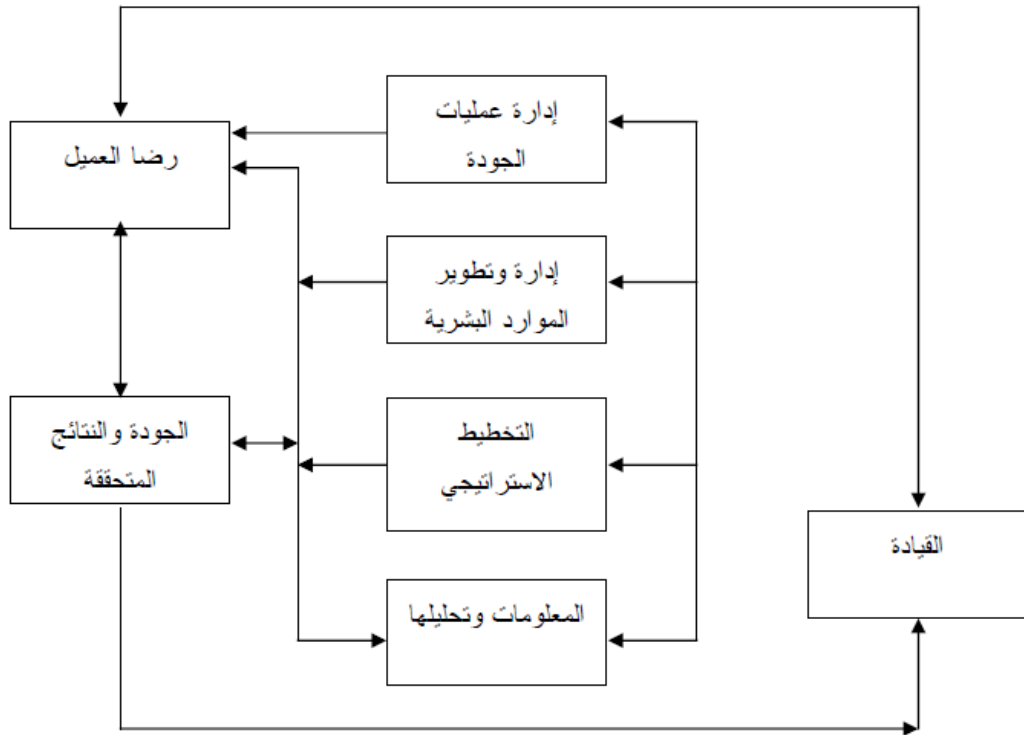 إدارة عمليات
الجودة
رضا العميل
إدارة وتطوير
الموارد البشرية
التخطيط
الاستراتيجي
الجودة والنتائج
المتحققة
القيادة
المعلومات وتحليلها